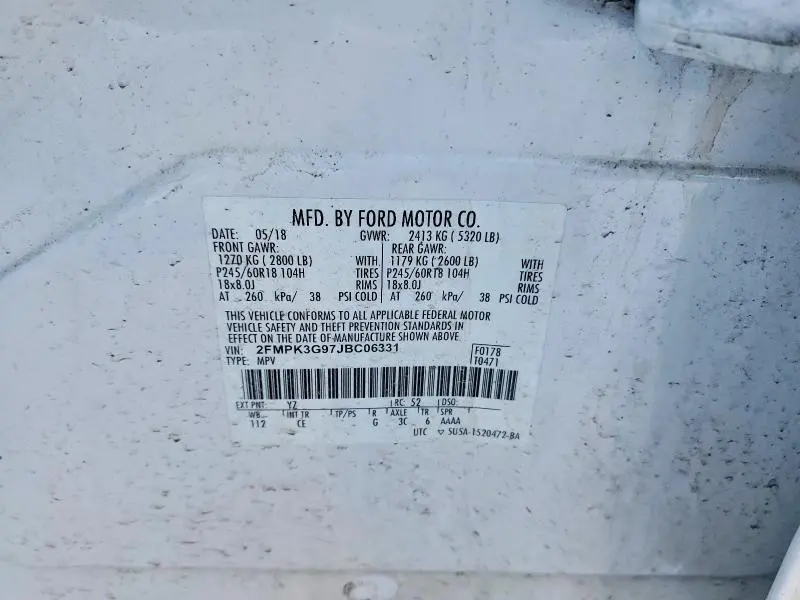 MFD. BY FORD MOTOR CO.
DATE: 05/18 GVWR: 2413 KG ( 5320 LB)
FRONT GAWR: REAR GAWR:
1270 KG ( 2800 LB) WITH 1179 KG ( 2600 LB) WITH
P245/60R18 104H TIRES P245/60R18 104H TIRES
18x8.0J RIMS 18x8.0J RIMS
AT 260 kPa/ 38 PSI COLD AT 260 kPa/ 38 PSI COLD
THIS VEHICLE CONFORMS TO ALL APPLICABLE FEDERAL MOTOR
VEHICLE SAFETY AND THEFT PREVENTION STANDARDS IN
EFFECT ON THE DATE OF MANUFACTURE SHOWN ABOVE.
VIN: 2FMPK3G97JBC06331 F0178
TYPE: MPV T0471
EXT PNT: YZ RC: 52 DSO:
WB INT TR TP/PS R AXLE TR SPR
112 CE G 3C 6 AAAA
UTC ▽ 5U5A-1520472-BA